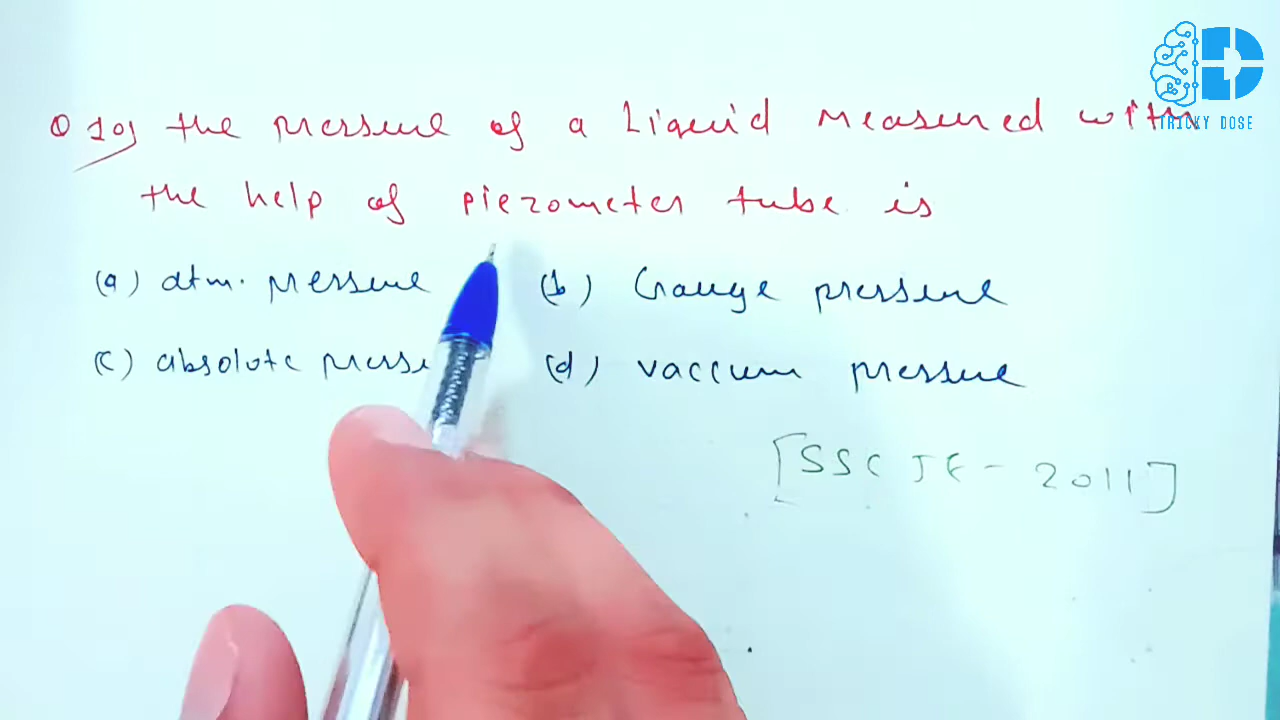 Q 10) the pressure of a Liquid measured with
the help of piezometer tube is
(a) atm. pressure (b) Gauge pressure
(c) absolute presse (d) vaccum pressure
[SSC JE - 2011]
TRICKY DOSE